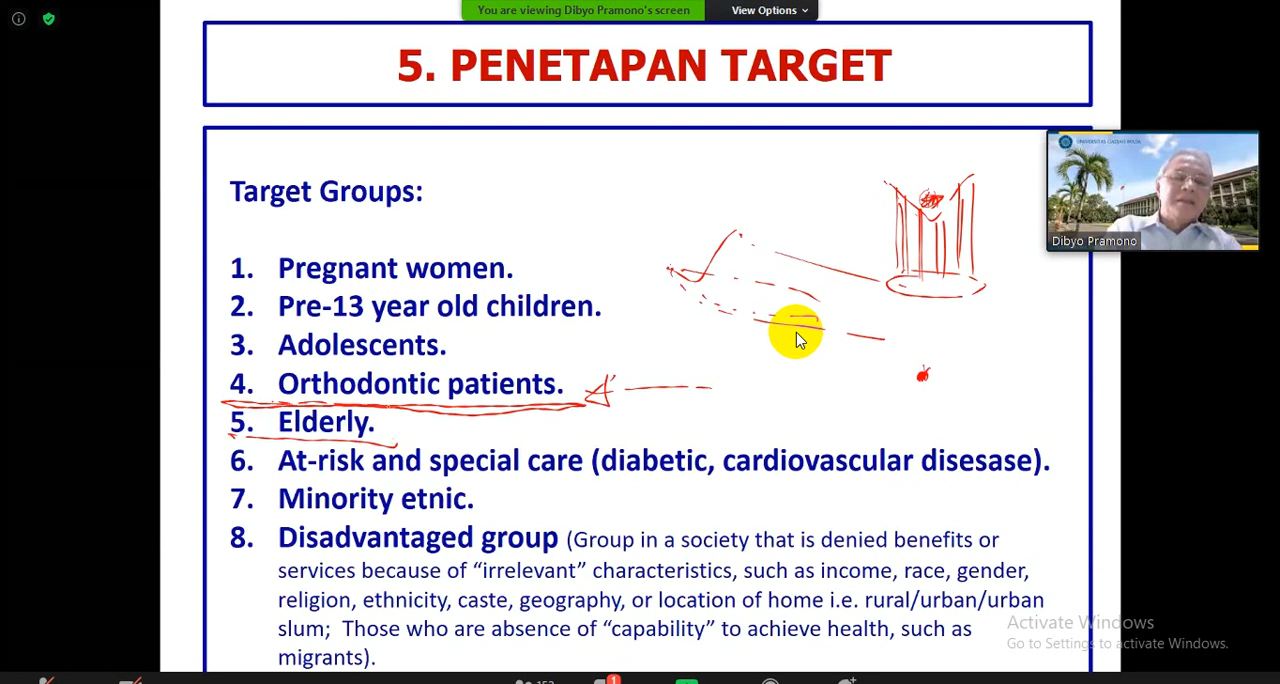 You are viewing Dibyo Pramono's screen
View Options
5. PENETAPAN TARGET
UNIVERSITAS GADJAH MADA
Dibyo Pramono
Target Groups:
1. Pregnant women.
2. Pre-13 year old children.
3. Adolescents.
4. Orthodontic patients.
5. Elderly.
6. At-risk and special care (diabetic, cardiovascular disesase).
7. Minority etnic.
8. Disadvantaged group (Group in a society that is denied benefits or
services because of “irrelevant” characteristics, such as income, race, gender,
religion, ethnicity, caste, geography, or location of home i.e. rural/urban/urban
slum; Those who are absence of “capability” to achieve health, such as
migrants).
Activate Windows
Go to Settings to activate Windows.
1